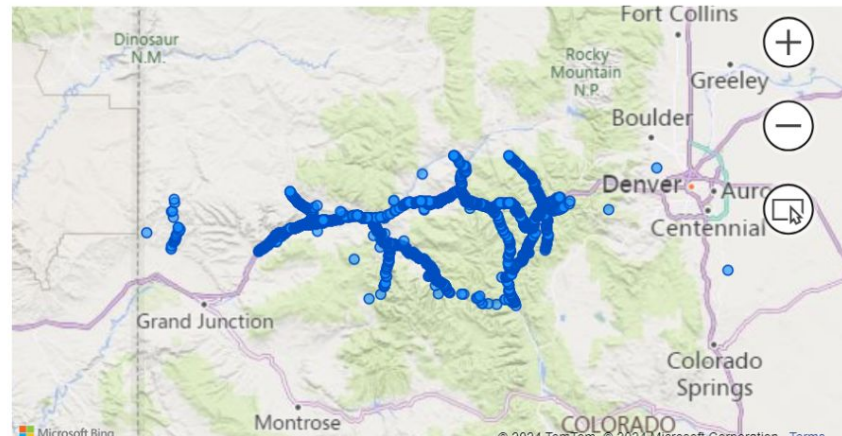 Fort Collins
Dinosaur
N.M.
Rocky
Mountain
N.P.
Greeley
Boulder
Denver
Centennial
Grand Junction
Colorado
Springs
Montrose
COLORADO
Microsoft Bing
© 2024 TomTom, © 2024 Microsoft Corporation Terms